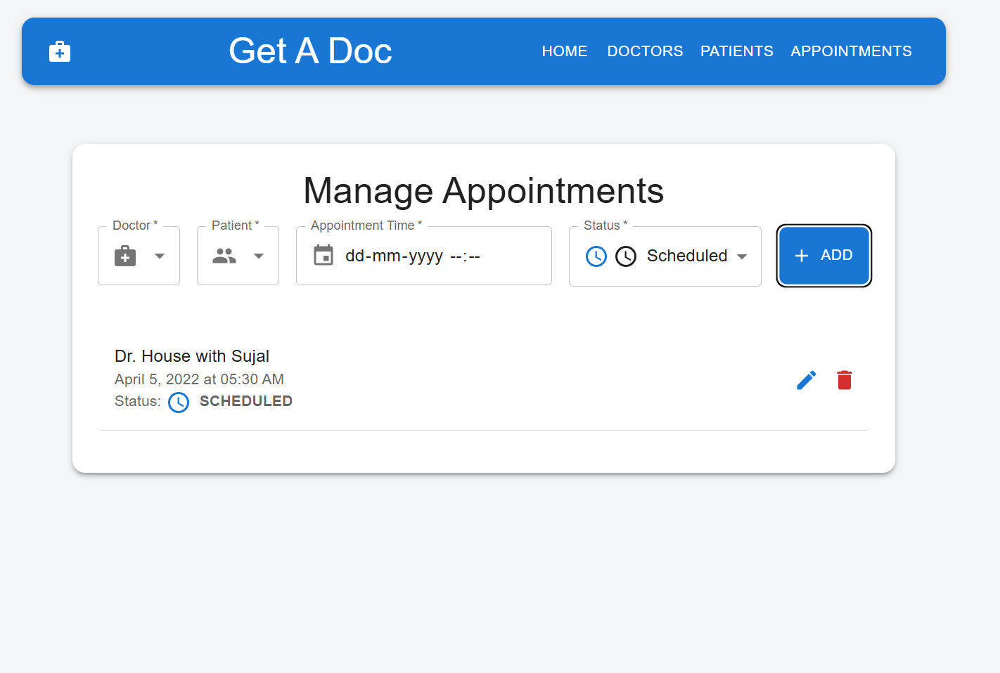 Get A Doc
HOME DOCTORS PATIENTS APPOINTMENTS
Manage Appointments
Doctor * Patient * Appointment Time * Status *
dd-mm-yyyy --:-- Scheduled ADD
Dr. House with Sujal
April 5, 2022 at 05:30 AM
Status: SCHEDULED